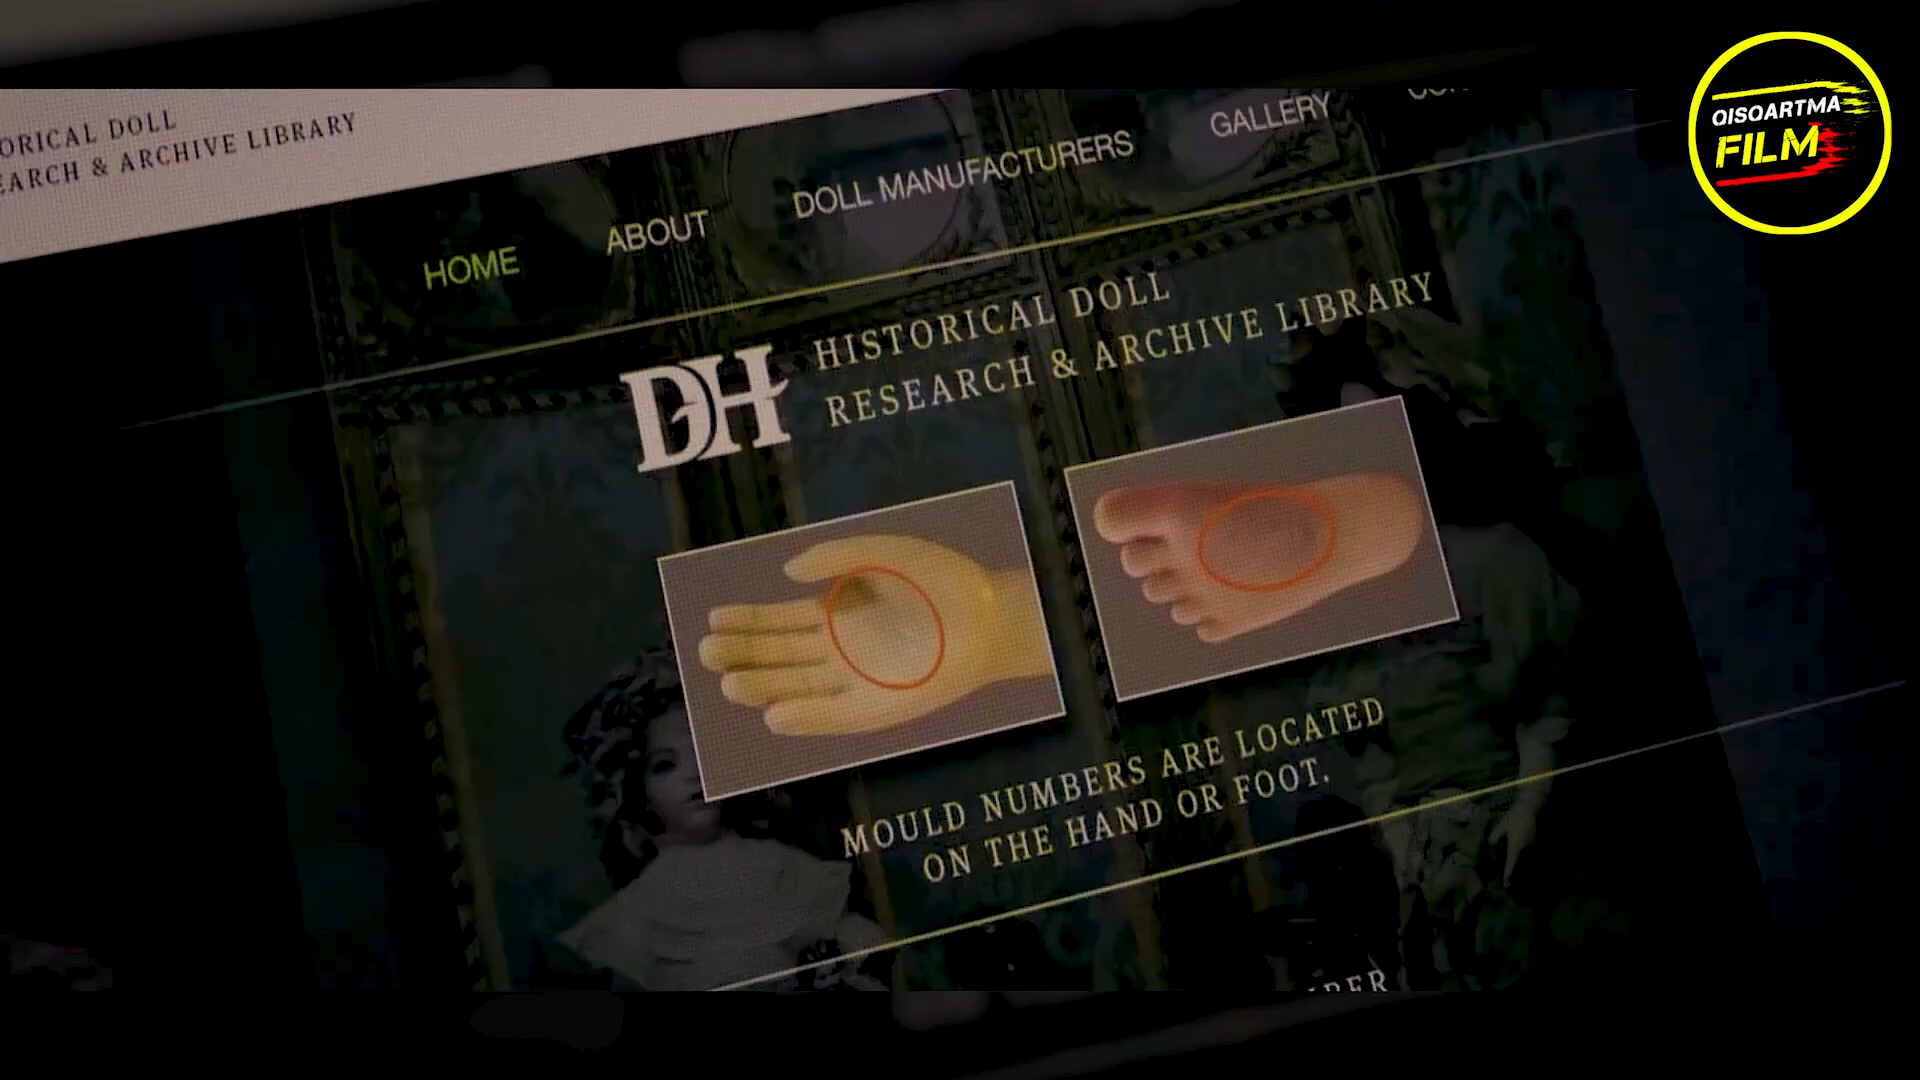 ORICAL DOLL
EARCH & ARCHIVE LIBRARY
HOME
ABOUT
DOLL MANUFACTURERS
GALLERY
DH
HISTORICAL DOLL
RESEARCH & ARCHIVE LIBRARY
MOULD NUMBERS ARE LOCATED
ON THE HAND OR FOOT.
QISQARTMA
FILM